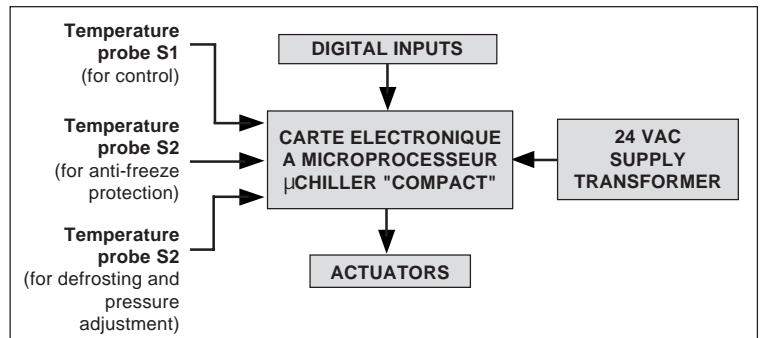 Temperature
probe S1
(for control)
Temperature
probe S2
(for anti-freeze
protection)
Temperature
probe S2
(for defrosting and
pressure
adjustment)
DIGITAL INPUTS
CARTE ELECTRONIQUE
A MICROPROCESSEUR
µCHILLER "COMPACT"
ACTUATORS
24 VAC
SUPPLY
TRANSFORMER